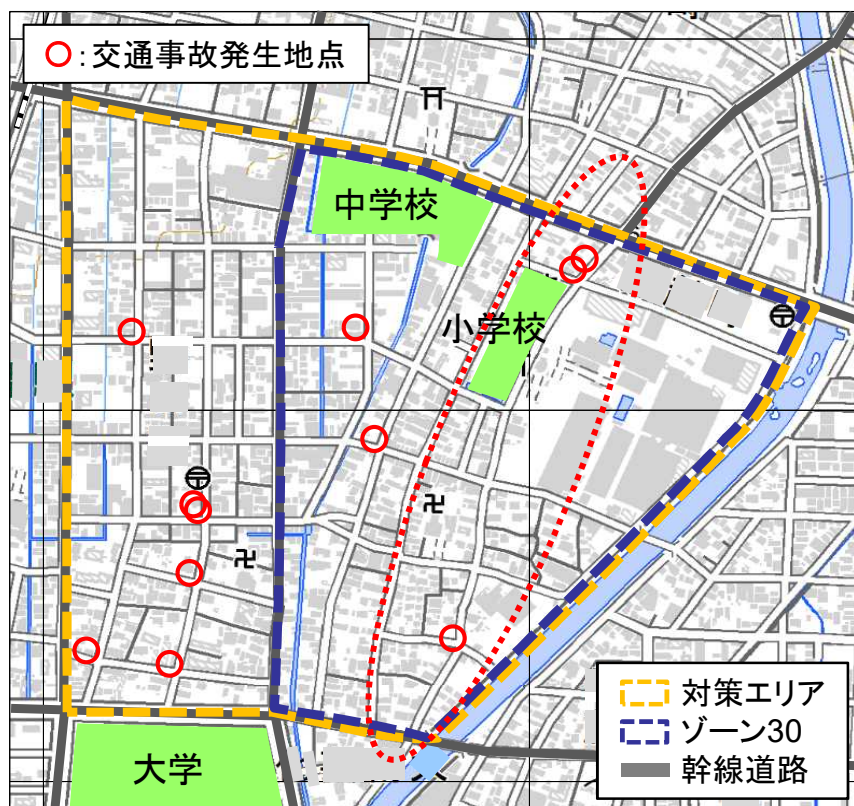 ○:交通事故発生地点
中学校
小学校
大学
対策エリア
ゾーン30
幹線道路